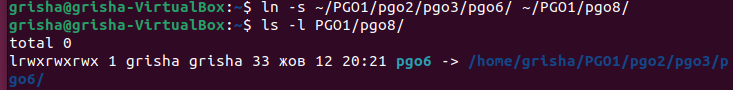 grisha@grisha-VirtualBox:~$ ln -s ~/PGO1/pgo2/pgo3/pgo6/ ~/PGO1/pgo8/
grisha@grisha-VirtualBox:~$ ls -l PGO1/pgo8/
total 0
lrwxrwxrwx 1 grisha grisha 33 жов 12 20:21 pgo6 -> /home/grisha/PGO1/pgo2/pgo3/p
go6/